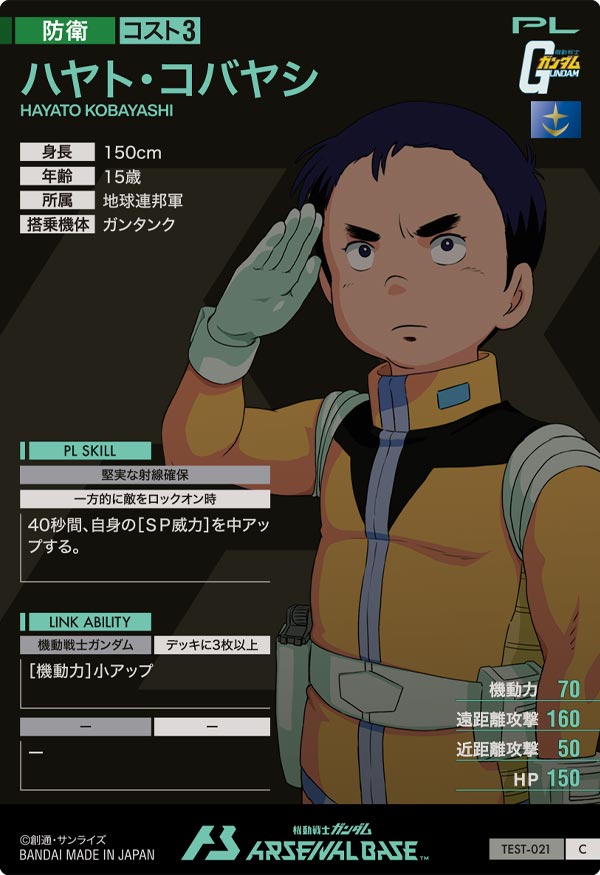 防衛 コスト3
PL
ハヤト・コバヤシ
HAYATO KOBAYASHI
機動戦士
ガンダム
GUNDAM
身長 150cm
年齢 15歳
所属 地球連邦軍
搭乗機体 ガンタンク
PL SKILL
堅実な射線確保
一方的に敵をロックオン時
40秒間、自身の[SP威力]を中アッ
プする。
LINK ABILITY
機動戦士ガンダム デッキに3枚以上
[機動力]小アップ
ー ー
ー
機動力 70
遠距離攻撃 160
近距離攻撃 50
HP 150
©創通・サンライズ
BANDAI MADE IN JAPAN
機動戦士ガンダム
AB ARSENAL BASE™
TEST-021 C